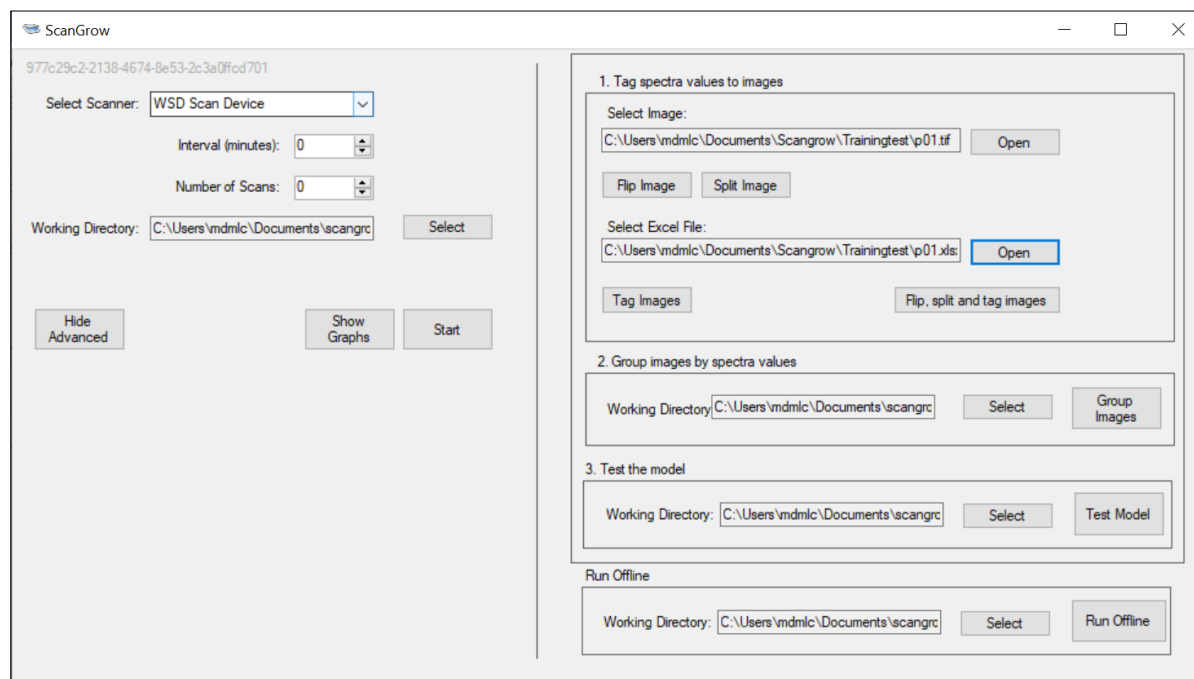 ScanGrow
977c29c2-2138-4674-8e53-2c3a0ffcd701
Select Scanner: WSD Scan Device
Interval (minutes): 0
Number of Scans: 0
Working Directory: C:\Users\mdmlc\Documents\scangrc Select
Hide Advanced
Show Graphs
Start
1. Tag spectra values to images
Select Image:
C:\Users\mdmlc\Documents\Scangrow\Trainingtest\p01.tif Open
Flip Image Split Image
Select Excel File:
C:\Users\mdmlc\Documents\Scangrow\Trainingtest\p01.xls: Open
Tag Images Flip, split and tag images
2. Group images by spectra values
Working Directory C:\Users\mdmlc\Documents\scangrc Select Group Images
3. Test the model
Working Directory: C:\Users\mdmlc\Documents\scangrc Select Test Model
Run Offline
Working Directory: C:\Users\mdmlc\Documents\scangrc Select Run Offline